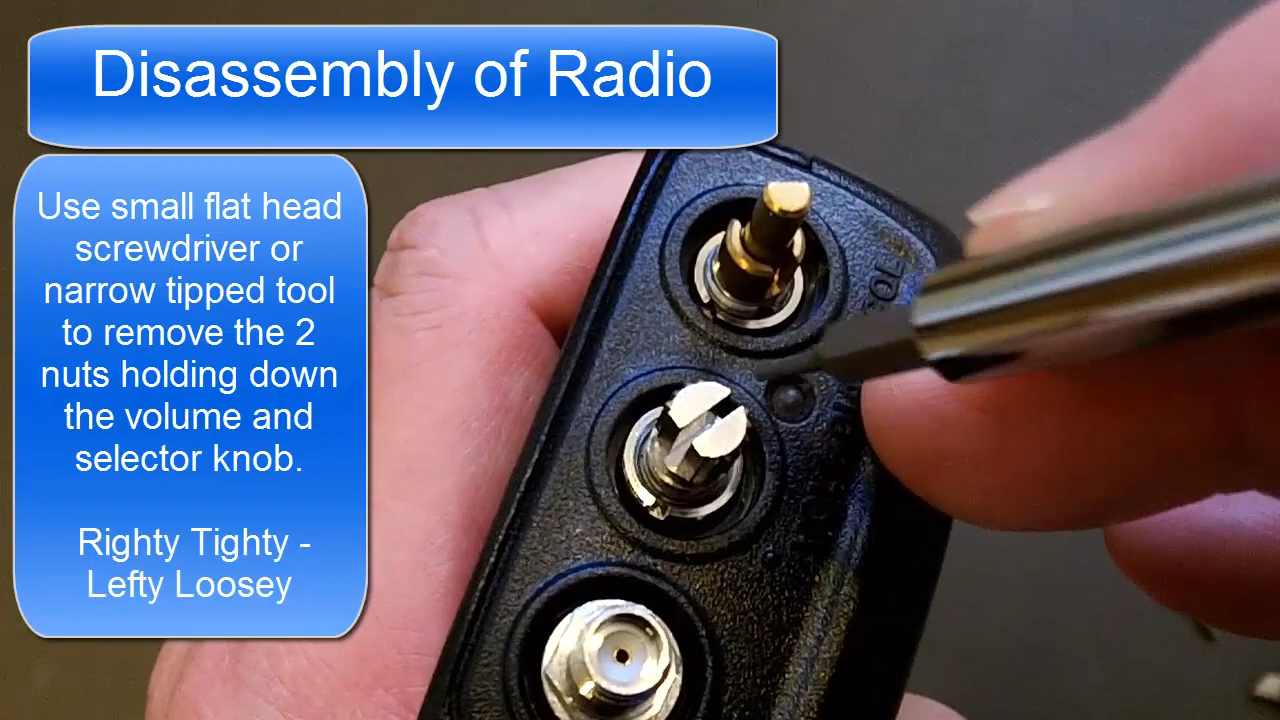 Disassembly of Radio
Use small flat head
screwdriver or
narrow tipped tool
to remove the 2
nuts holding down
the volume and
selector knob.
Righty Tighty -
Lefty Loosey